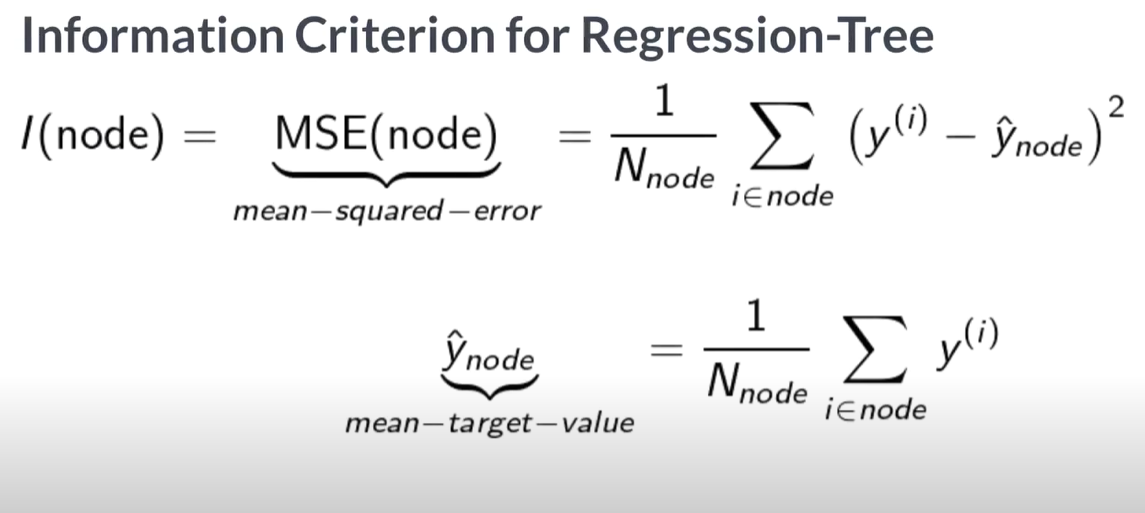 Information Criterion for Regression-Tree
I(node) = MSE(node) = 1/N_node ∑_{i∈node} (y^(i) − ŷ_node)^2
mean−squared−error
ŷ_node = 1/N_node ∑_{i∈node} y^(i)
mean−target−value